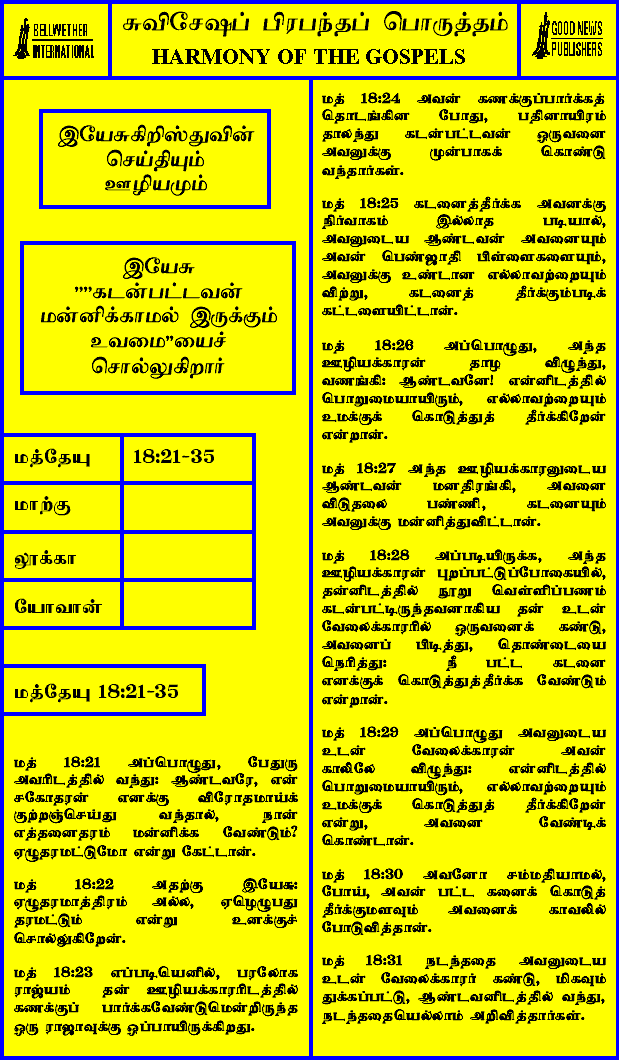 BELLWETHER
INTERNATIONAL
சுவிசேஷப் பிரபந்தப் பொருத்தம்
HARMONY OF THE GOSPELS
GOOD NEWS
PUBLISHERS
இயேசுகிறிஸ்துவின்
செய்தியும்
ஊழியமும்
இயேசு
””கடன்பட்டவன்
மன்னிக்காமல் இருக்கும்
உவமை”யைச்
சொல்லுகிறார்
மத்தேயு 18:21-35
மாற்கு
லூக்கா
யோவான்
மத்தேயு 18:21-35
மத் 18:21 அப்பொழுது, பேதுரு
அவரிடத்தில் வந்து: ஆண்டவரே, என்
சகோதரன் எனக்கு விரோதமாய்க்
குற்றஞ்செய்து வந்தால், நான்
எத்தனைதரம் மன்னிக்க வேண்டும்?
ஏழுதரமட்டுமோ என்று கேட்டான்.
மத் 18:22 அதற்கு இயேசு:
ஏழுதரமாத்திரம் அல்ல, ஏழெழுபது
தரமட்டும் என்று உனக்குச்
சொல்லுகிறேன்.
மத் 18:23 எப்படியெனில், பரலோக
ராஜ்யம் தன் ஊழியக்காரரிடத்தில்
கணக்குப் பார்க்கவேண்டுமென்றிருந்த
ஒரு ராஜாவுக்கு ஒப்பாயிருக்கிறது.
மத் 18:24 அவன் கணக்குப்பார்க்கத்
தொடங்கின போது, பதினாயிரம்
தாலந்து கடன்பட்டவன் ஒருவனை
அவனுக்கு முன்பாகக் கொண்டு
வந்தார்கள்.
மத் 18:25 கடனைத்தீர்க்க அவனக்கு
நிர்வாகம் இல்லாத படியால்,
அவனுடைய ஆண்டவன் அவனையும்
அவன் பெண்ஜாதி பிள்ளைகளையும்,
அவனுக்கு உண்டான எல்லாவற்றையும்
விற்று, கடனைத் தீர்க்கும்படிக்
கட்டளையிட்டான்.
மத் 18:26 அப்பொழுது, அந்த
ஊழியக்காரன் தாழ விழுந்து,
வணங்கி: ஆண்டவனே! என்னிடத்தில்
பொறுமையாயிரும், எல்லாவற்றையும்
உமக்குக் கொடுத்துத் தீர்க்கிறேன்
என்றான்.
மத் 18:27 அந்த ஊழியக்காரனுடைய
ஆண்டவன் மனதிரங்கி, அவனை
விடுதலை பண்ணி, கடனையும்
அவனுக்கு மன்னித்துவிட்டான்.
மத் 18:28 அப்படியிருக்க, அந்த
ஊழியக்காரன் புறப்பட்டுப்போகையில்,
தன்னிடத்தில் நூறு வெள்ளிப்பணம்
கடன்பட்டிருந்தவனாகிய தன் உடன்
வேலைக்காரரில் ஒருவனைக் கண்டு,
அவனைப் பிடித்து, தொண்டையை
நெரித்து: நீ பட்ட கடனை
எனக்குக் கொடுத்துத்தீர்க்க வேண்டும்
என்றான்.
மத் 18:29 அப்பொழுது அவனுடைய
உடன் வேலைக்காரன் அவன்
காலிலே விழுந்து: என்னிடத்தில்
பொறுமையாயிரும், எல்லாவற்றையும்
உமக்குக் கொடுத்துத் தீர்க்கிறேன்
என்று, அவனை வேண்டிக்
கொண்டான்.
மத் 18:30 அவனோ சம்மதியாமல்,
போய், அவன் பட்ட கனைக் கொடுத்
தீர்க்குமளவும் அவனைக் காவலில்
போடுவித்தான்.
மத் 18:31 நடந்ததை அவனுடைய
உடன் வேலைக்காரர் கண்டு, மிகவும்
துக்கப்பட்டு, ஆண்டவனிடத்தில் வந்து,
நடந்ததையெல்லாம் அறிவித்தார்கள்.